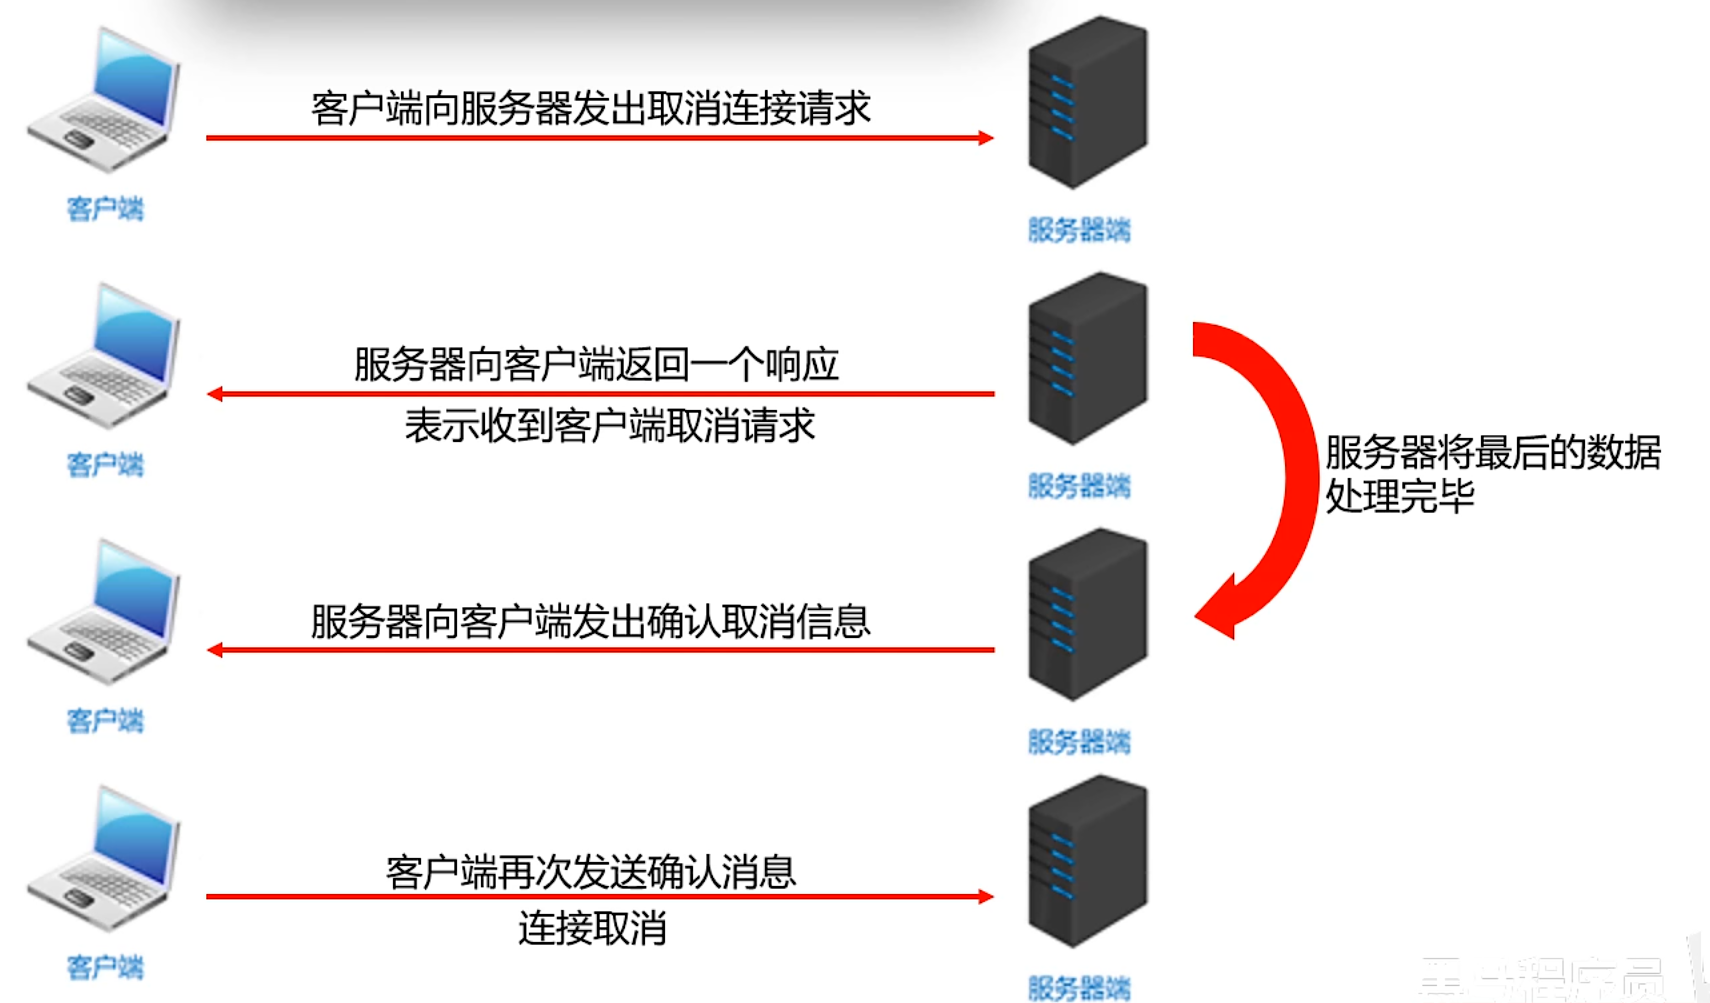 客户端向服务器发出取消连接请求
客户端
服务器端
服务器向客户端返回一个响应
表示收到客户端取消请求
客户端
服务器端
服务器将最后的数据
处理完毕
服务器向客户端发出确认取消信息
客户端
服务器端
客户端再次发送确认消息
连接取消
客户端
服务器端
程序员